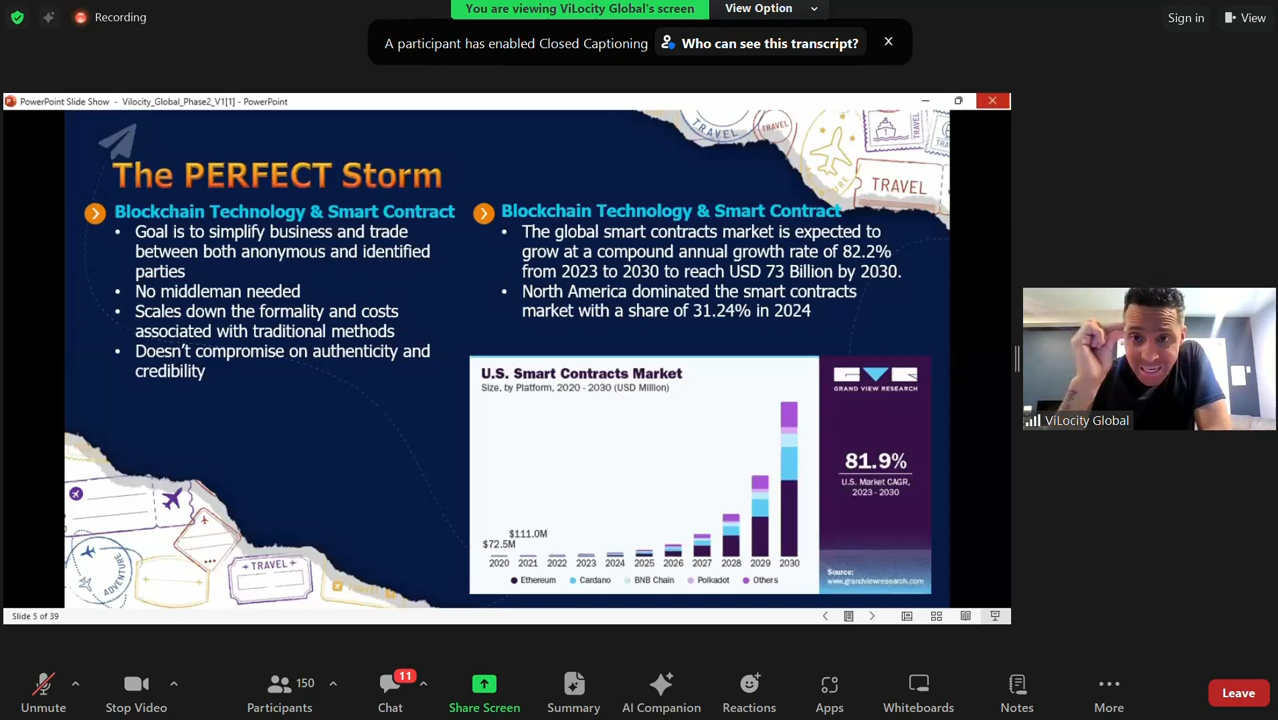 You are viewing ViLocity Global's screen
View Option
Recording
Sign in
View
A participant has enabled Closed Captioning
Who can see this transcript?
PowerPoint Slide Show - Vilocity_Global_Phase2_V1[1] - PowerPoint
TRAVEL
TRAVEL
TRAVEL
TRAVEL
The PERFECT Storm
Blockchain Technology & Smart Contract
• Goal is to simplify business and trade
between both anonymous and identified
parties
• No middleman needed
• Scales down the formality and costs
associated with traditional methods
• Doesn't compromise on authenticity and
credibility
Blockchain Technology & Smart Contract
• The global smart contracts market is expected to
grow at a compound annual growth rate of 82.2%
from 2023 to 2030 to reach USD 73 Billion by 2030.
• North America dominated the smart contracts
market with a share of 31.24% in 2024
U.S. Smart Contracts Market
Size, by Platform, 2020 - 2030 (USD Million)
$72.5M
$111.0M
2020 2021 2022 2023 2024 2025 2026 2027 2028 2029 2030
Ethereum Cardano BNB Chain Polkadot Others
GRAND VIEW RESEARCH
81.9%
U.S. Market CAGR,
2023 - 2030
Source:
www.grandviewresearch.com
ADVENTURE
TRAVEL
ViLocity Global
Slide 5 of 39
Unmute
Stop Video
150
Participants
11
Chat
Share Screen
Summary
AI Companion
Reactions
Apps
Whiteboards
Notes
More
Leave